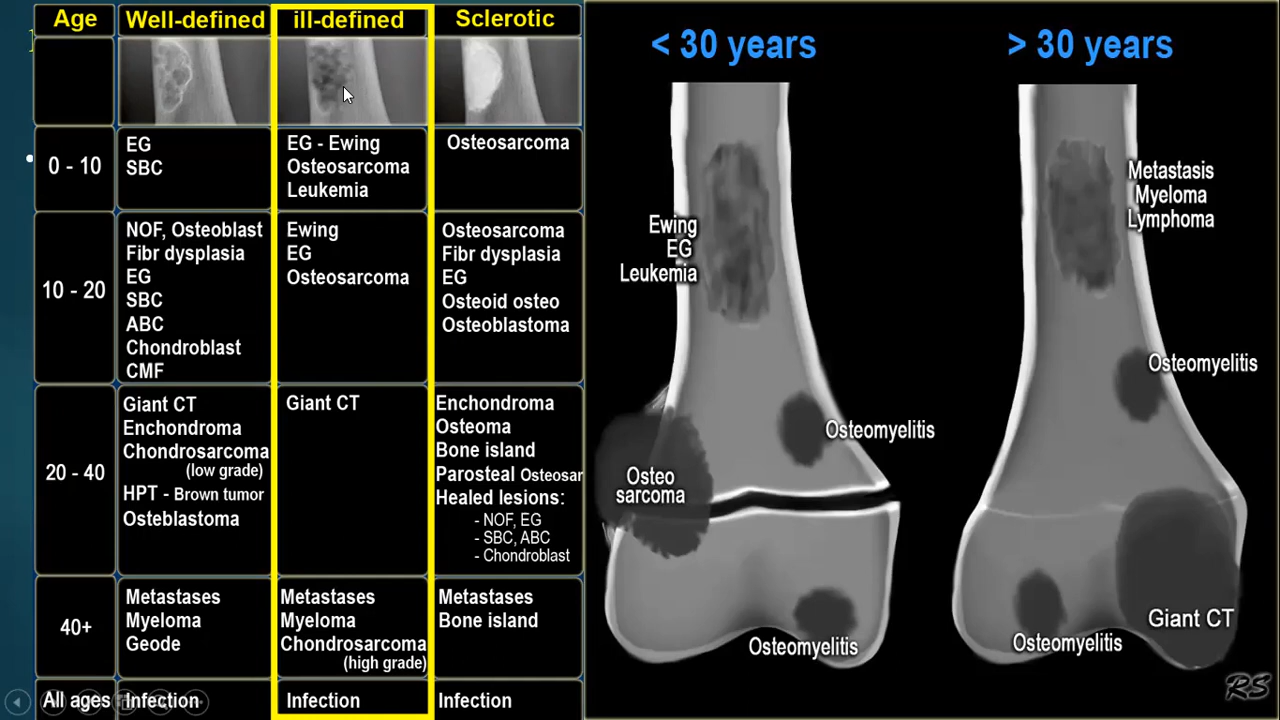 Age
Well-defined
ill-defined
Sclerotic
0 - 10
EG
SBC
EG - Ewing
Osteosarcoma
Leukemia
Osteosarcoma
10 - 20
NOF, Osteoblast
Fibr dysplasia
EG
SBC
ABC
Chondroblast
CMF
Ewing
EG
Osteosarcoma
Osteosarcoma
Fibr dysplasia
EG
Osteoid osteo
Osteoblastoma
20 - 40
Giant CT
Enchondroma
Chondrosarcoma
(low grade)
HPT - Brown tumor
Osteblastoma
Giant CT
Enchondroma
Osteoma
Bone island
Parosteal Osteosar
Healed lesions:
- NOF, EG
- SBC, ABC
- Chondroblast
40+
Metastases
Myeloma
Geode
Metastases
Myeloma
Chondrosarcoma
(high grade)
Metastases
Bone island
All ages
Infection
Infection
Infection
< 30 years
Ewing
EG
Leukemia
Osteomyelitis
Osteo
sarcoma
Osteomyelitis
> 30 years
Metastasis
Myeloma
Lymphoma
Osteomyelitis
Giant CT
Osteomyelitis
RS